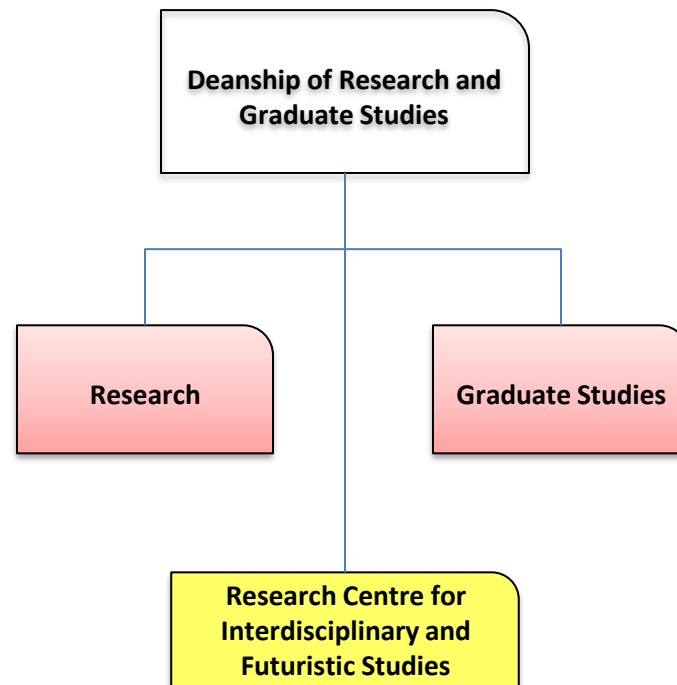 Deanship of Research and
Graduate Studies
Research
Graduate Studies
Research Centre for
Interdisciplinary and
Futuristic Studies